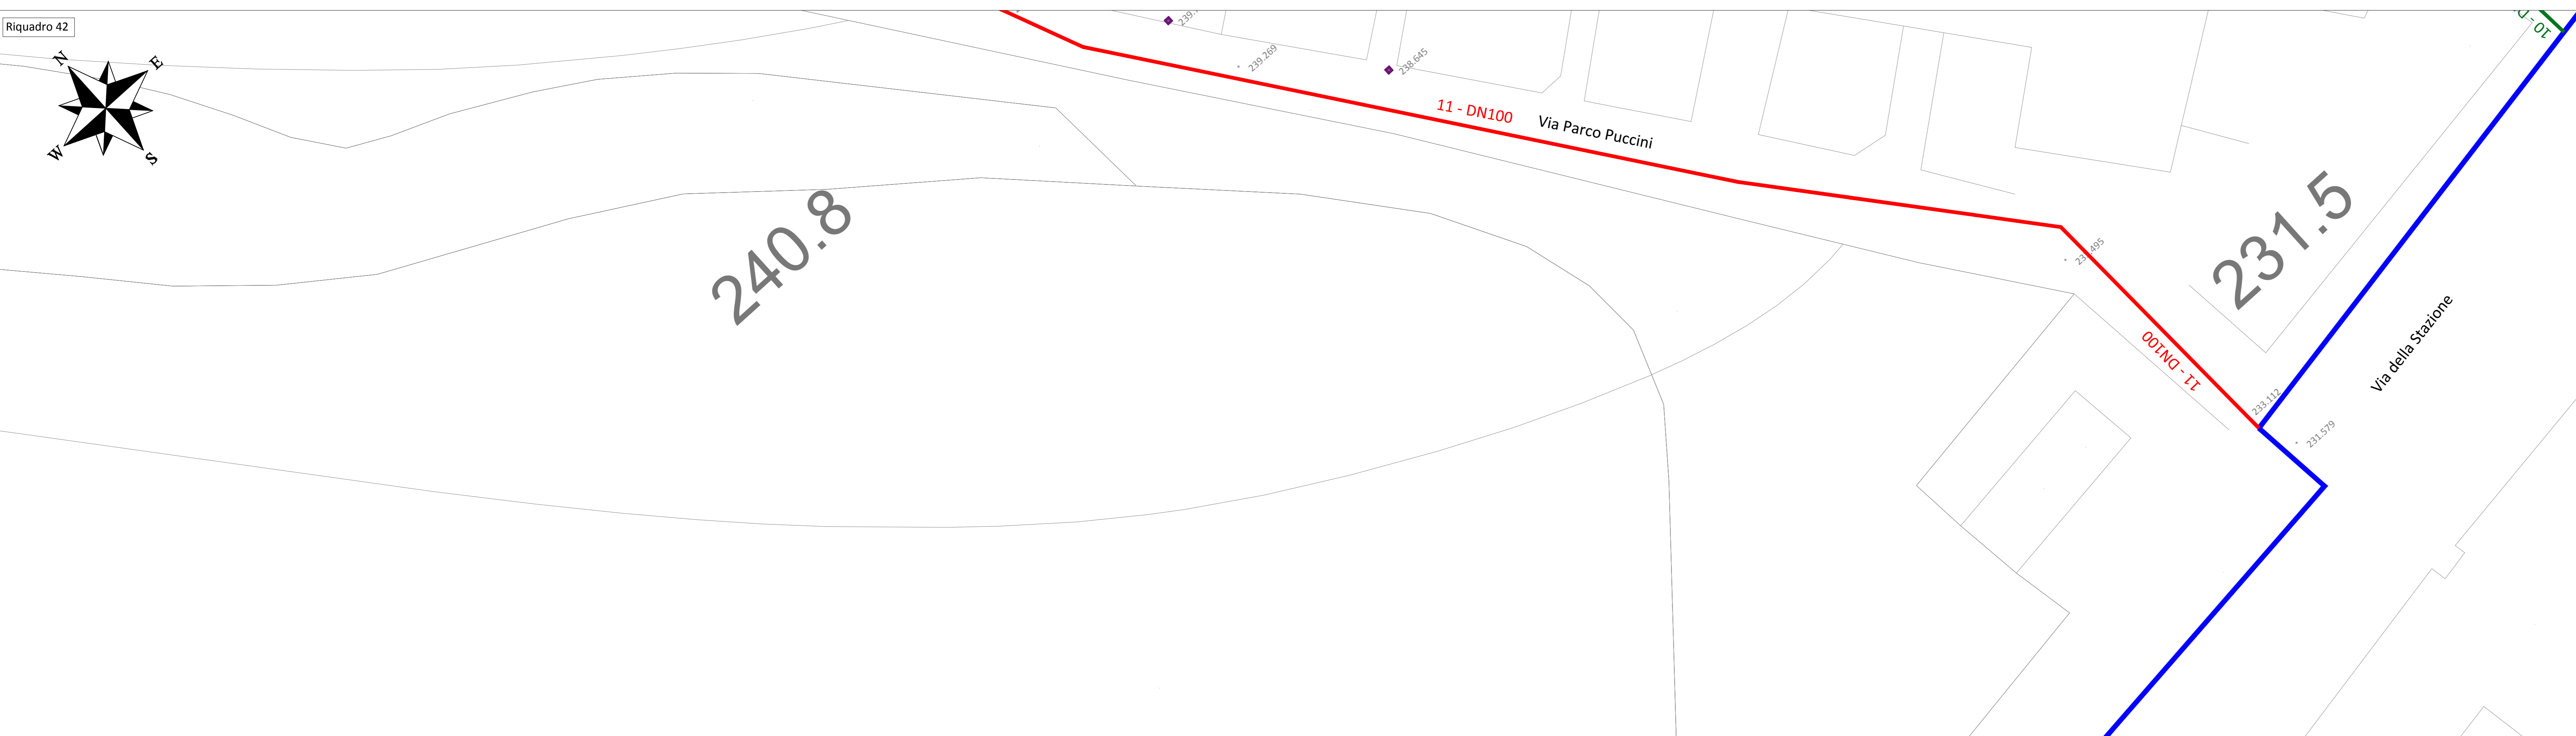 Riquadro 42
N
E
W
S
239.269
238.645
11 - DN100
Via Parco Puccini
240.8
231.5
11 - DN100
Via della Stazione
233.112
231.579